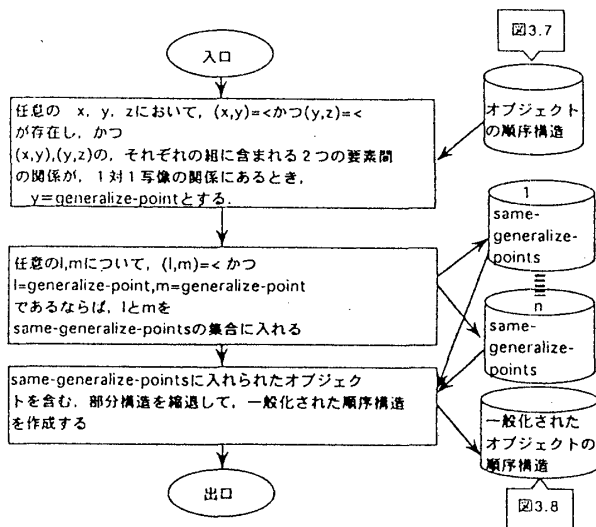 図3.7
入口
任意の x, y, zにおいて, (x,y)=<かつ(y,z)=<
が存在し, かつ
(x,y),(y,z)の, それぞれの組に含まれる２つの要素間
の関係が, １対１写像の関係にあるとき,
y=generalize-pointとする.
オブジェクト
の順序構造
任意のl,mについて, (l,m)=< かつ
l=generalize-point,m=generalize-point
であるならば, lとmを
same-generalize-pointsの集合に入れる
1
same-
generalize-
points
n
same-
generalize-
points
same-generalize-pointsに入れられたオブジェク
トを含む, 部分構造を縮退して, 一般化された順序構造
を作成する
一般化された
オブジェクトの
順序構造
出口
図3.8